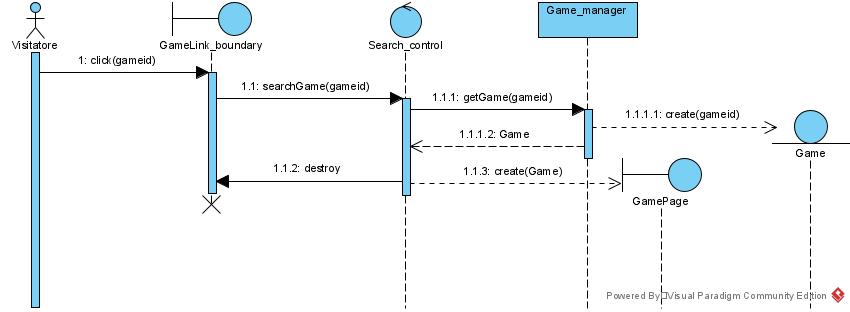 Visitatore
GameLink_boundary
Search_control
Game_manager
1: click(gameid)
1.1: searchGame(gameid)
1.1.1: getGame(gameid)
1.1.1.1: create(gameid)
Game
1.1.1.2: Game
1.1.2: destroy
1.1.3: create(Game)
GamePage
Powered By Visual Paradigm Community Edition